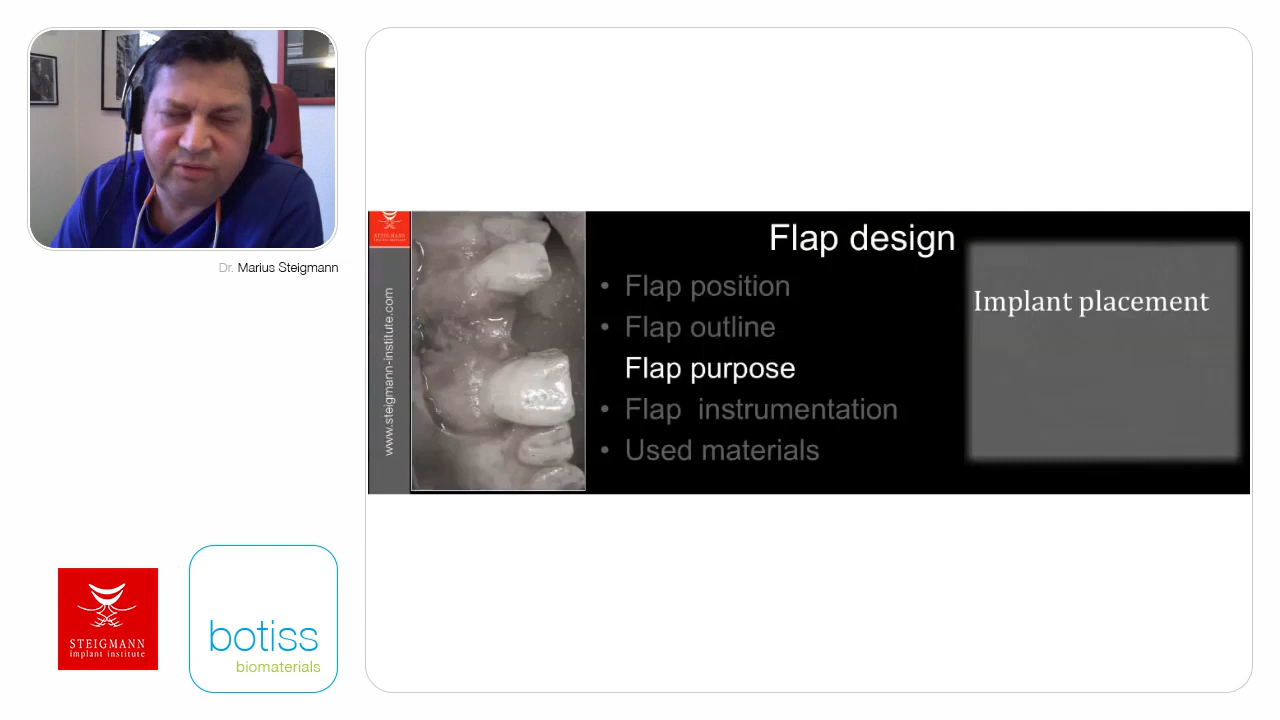 Dr. Marius Steigmann
STEIGMANN
implant institute
botiss
biomaterials
www.steigmann-institute.com
Flap design
• Flap position
• Flap outline
Flap purpose
• Flap instrumentation
• Used materials
Implant placement